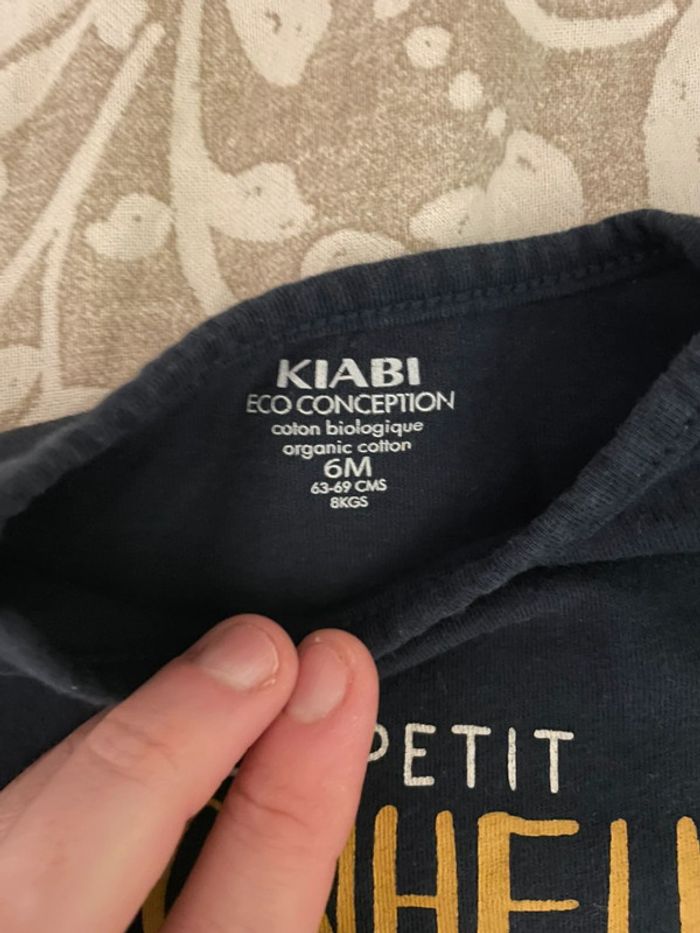 KIABI
ECO CONCEPTION
coton biologique
organic cotton
6M
63-69 CMS
8KGS
PETIT